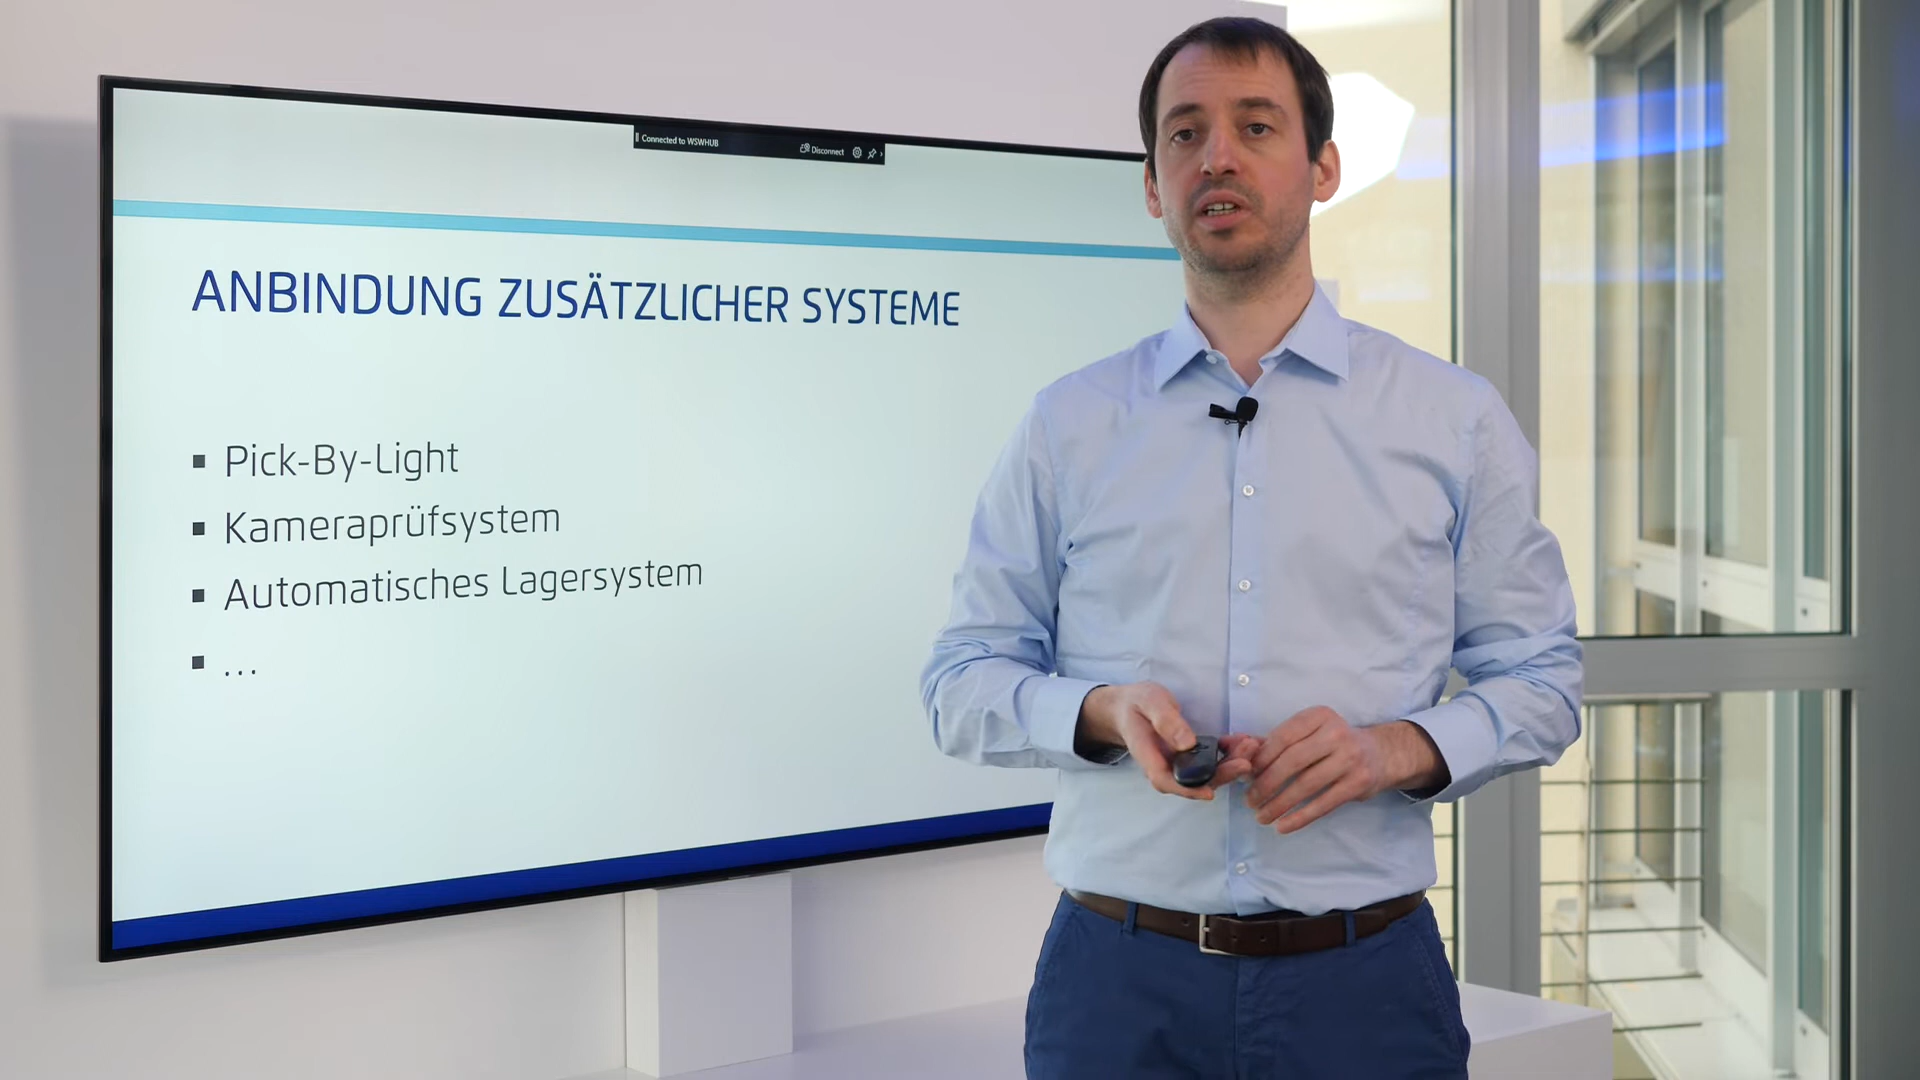 Connected to WSWHUB
Disconnect
ANBINDUNG ZUSÄTZLICHER SYSTEME
▪ Pick-By-Light
▪ Kameraprüfsystem
▪ Automatisches Lagersystem
▪ ...